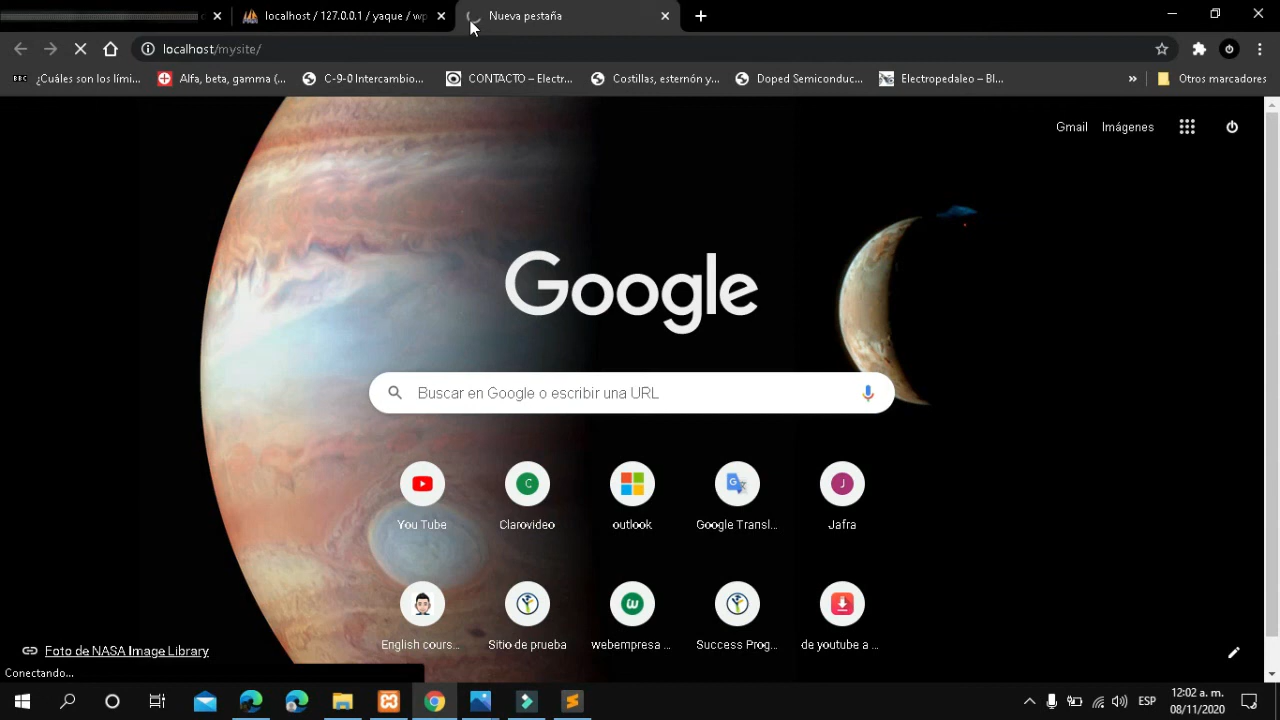 localhost / 127.0.0.1 / yaque / wp
Nueva pestaña
localhost/mysite/
BBC ¿Cuáles son los lími...
Alfa, beta, gamma (...
C-9-0 Intercambio...
CONTACTO – Electr...
Costillas, esternón y...
Doped Semiconduc...
Electropedaleo – Bl...
»
Otros marcadores
Gmail
Imágenes
Google
Buscar en Google o escribir una URL
You Tube
C
Clarovideo
outlook
Google Transl...
J
Jafra
English cours...
Sitio de prueba
webempresa ...
Success Prog...
de youtube a ...
Foto de NASA Image Library
Conectando...
ESP
12:02 a. m.
08/11/2020